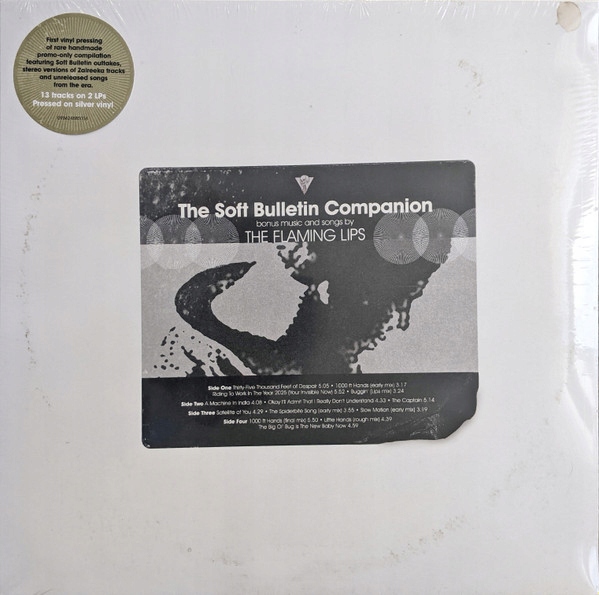 First vinyl pressing
of rare handmade
promo-only compilation
featuring Soft Bulletin outtakes,
stereo versions of Zaireeka tracks
and unreleased songs
from the era.
13 tracks on 2 LPs
Pressed on silver vinyl
The Soft Bulletin Companion
bonus music and songs by
THE FLAMING LIPS
Side One Thirty-Five Thousand Feet of Despair 5.05 • 1000 ft Hands (early mix) 3.17
Riding To Work In The Year 2025 (Your Invisible Now) 5.52 • Buggin' (Lips mix) 3.24
Side Two A Machine In India 4.08 • Okay I'll Admit That I Really Don't Understand 4.33 • The Captain 5.14
Side Three Satellite of You 4.29 • The Spiderbite Song (early mix) 3.55 • Slow Motion (early mix) 3.19
Side Four 1000 ft Hands (final mix) 5.50 • Little Hands (rough mix) 4.39
The Big Ol' Bug Is The New Baby Now 4.59